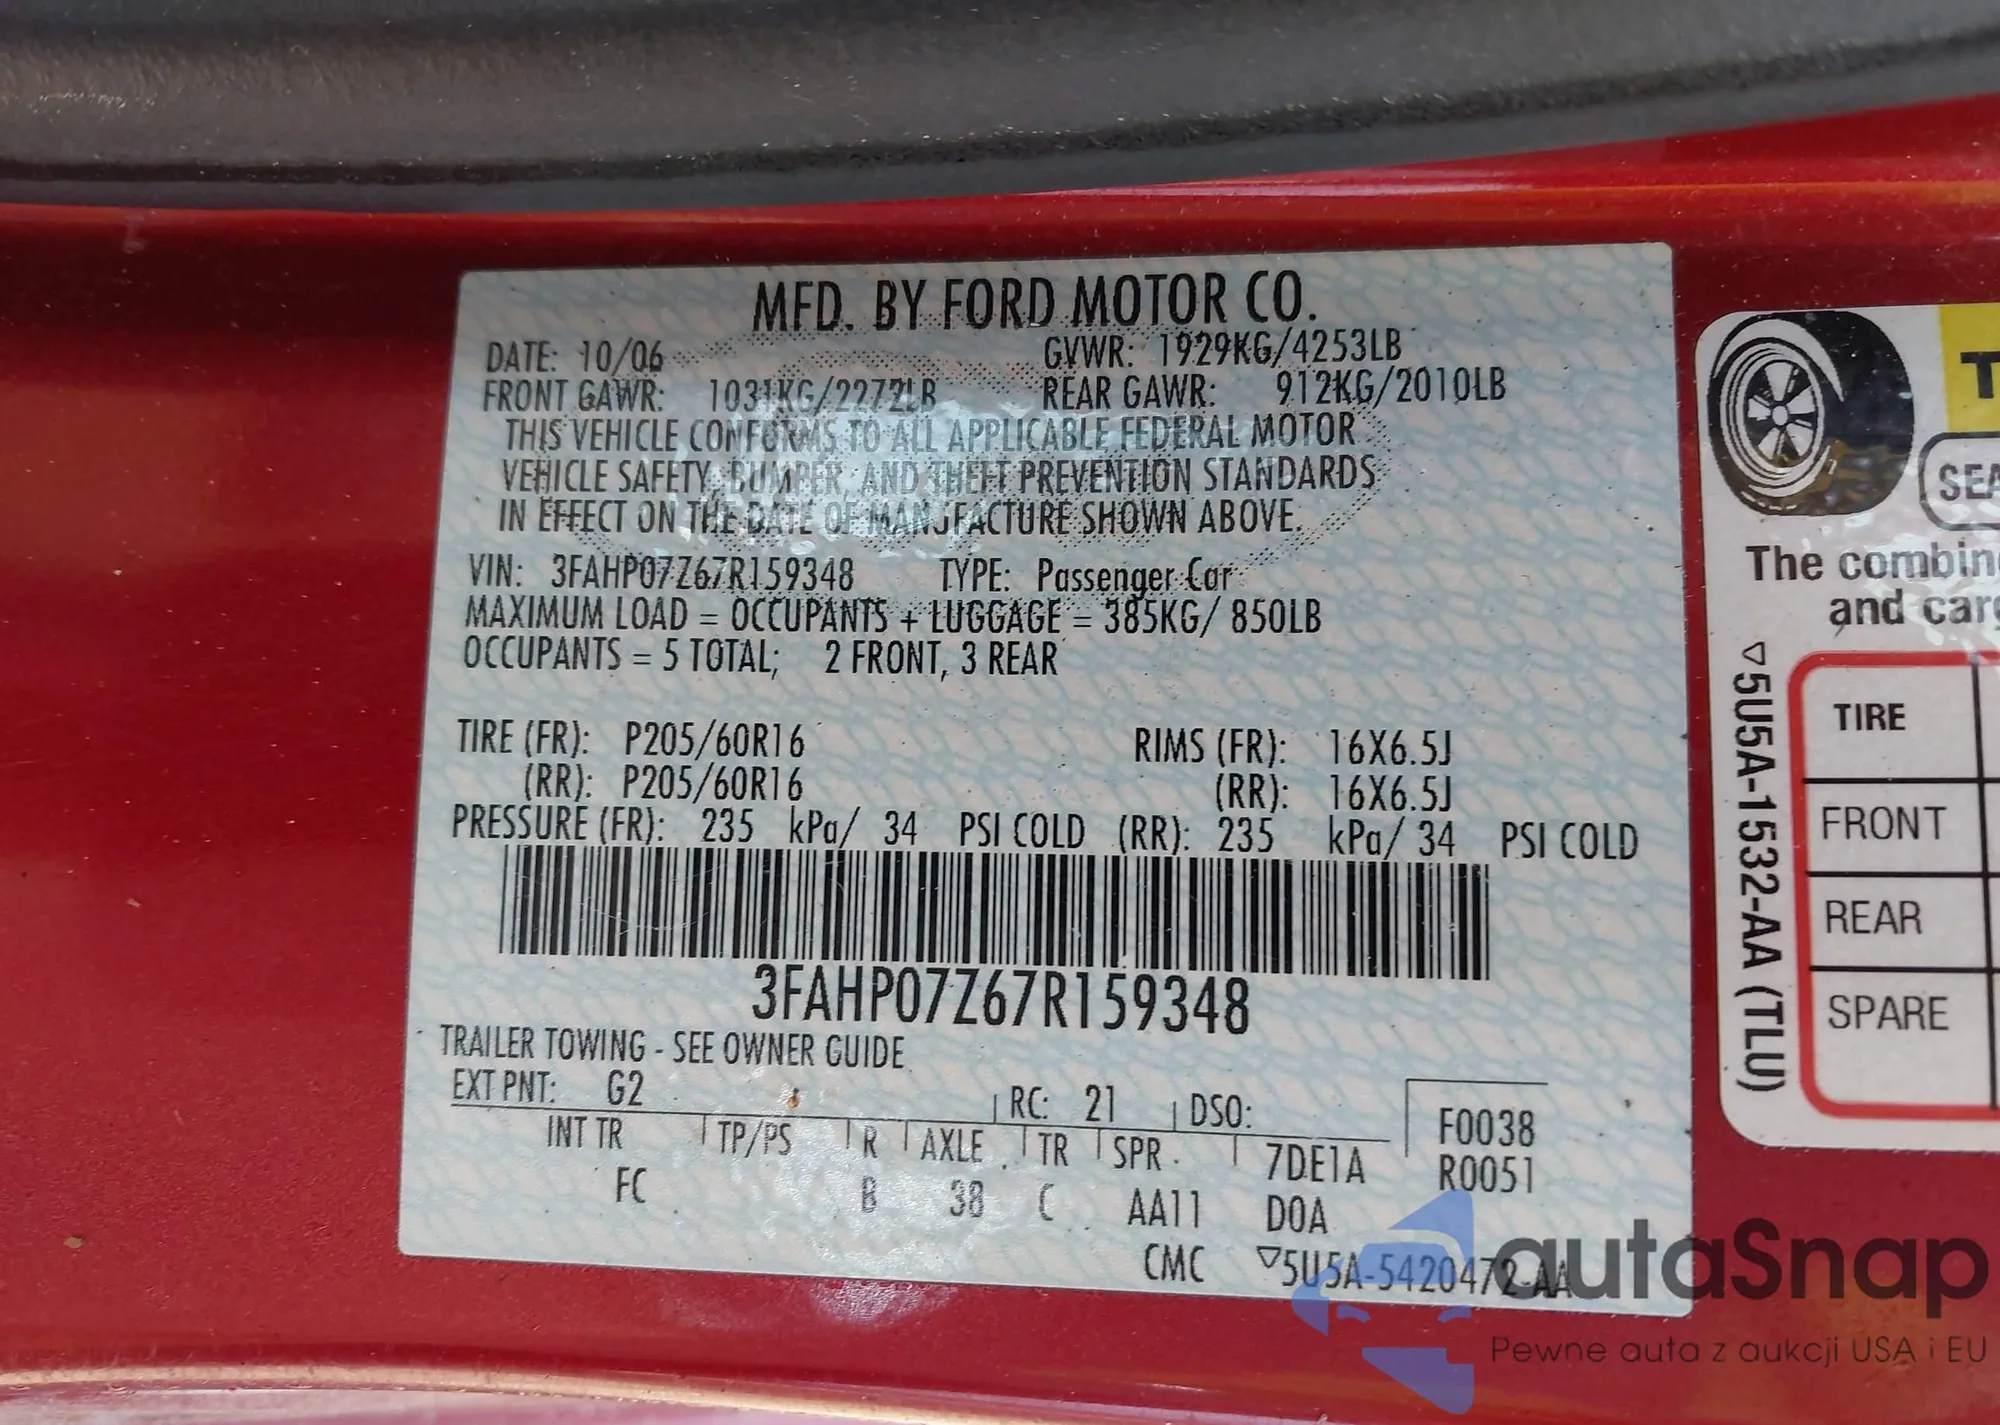 MFD. BY FORD MOTOR CO.
DATE: 10/06 GVWR: 1929KG/4253LB
FRONT GAWR: 1031KG/2272LB REAR GAWR: 912KG/2010LB
THIS VEHICLE CONFORMS TO ALL APPLICABLE FEDERAL MOTOR
VEHICLE SAFETY, BUMPER, AND THEFT PREVENTION STANDARDS
IN EFFECT ON THE DATE OF MANUFACTURE SHOWN ABOVE.
VIN: 3FAHP07Z67R159348 TYPE: Passenger Car
MAXIMUM LOAD = OCCUPANTS + LUGGAGE = 385KG/ 850LB
OCCUPANTS = 5 TOTAL; 2 FRONT, 3 REAR
TIRE (FR): P205/60R16 RIMS (FR): 16X6.5J
(RR): P205/60R16 (RR): 16X6.5J
PRESSURE (FR): 235 kPa/ 34 PSI COLD (RR): 235 kPa/ 34 PSI COLD
3FAHP07Z67R159348
TRAILER TOWING - SEE OWNER GUIDE
EXT PNT: G2 RC: 21 DSO: F0038
INT TR TP/PS R AXLE TR SPR 7DE1A R0051
FC B 38 C AA11 D0A
CMC ▽5U5A-5420472-AA
T
SEA
The combin
and carg
▽5U5A-1532-AA (TLU)
TIRE
FRONT
REAR
SPARE
autaSnap
Pewne auta z aukcji USA i EU